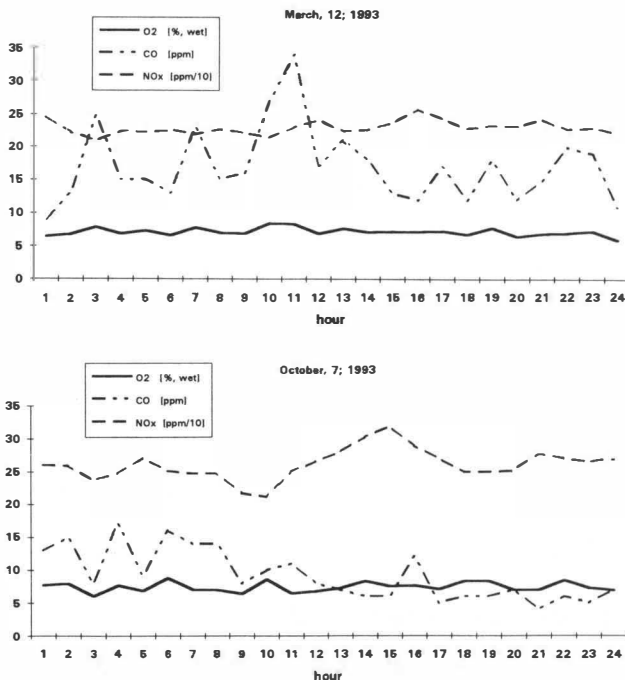 March, 12; 1993
O2 [%, wet]
CO [ppm]
NOx [ppm/10]
35
30
25
20
15
10
5
0
1 2 3 4 5 6 7 8 9 10 11 12 13 14 15 16 17 18 19 20 21 22 23 24
hour
October, 7; 1993
O2 [%, wet]
CO [ppm]
NOx [ppm/10]
35
30
25
20
15
10
5
0
1 2 3 4 5 6 7 8 9 10 11 12 13 14 15 16 17 18 19 20 21 22 23 24
hour